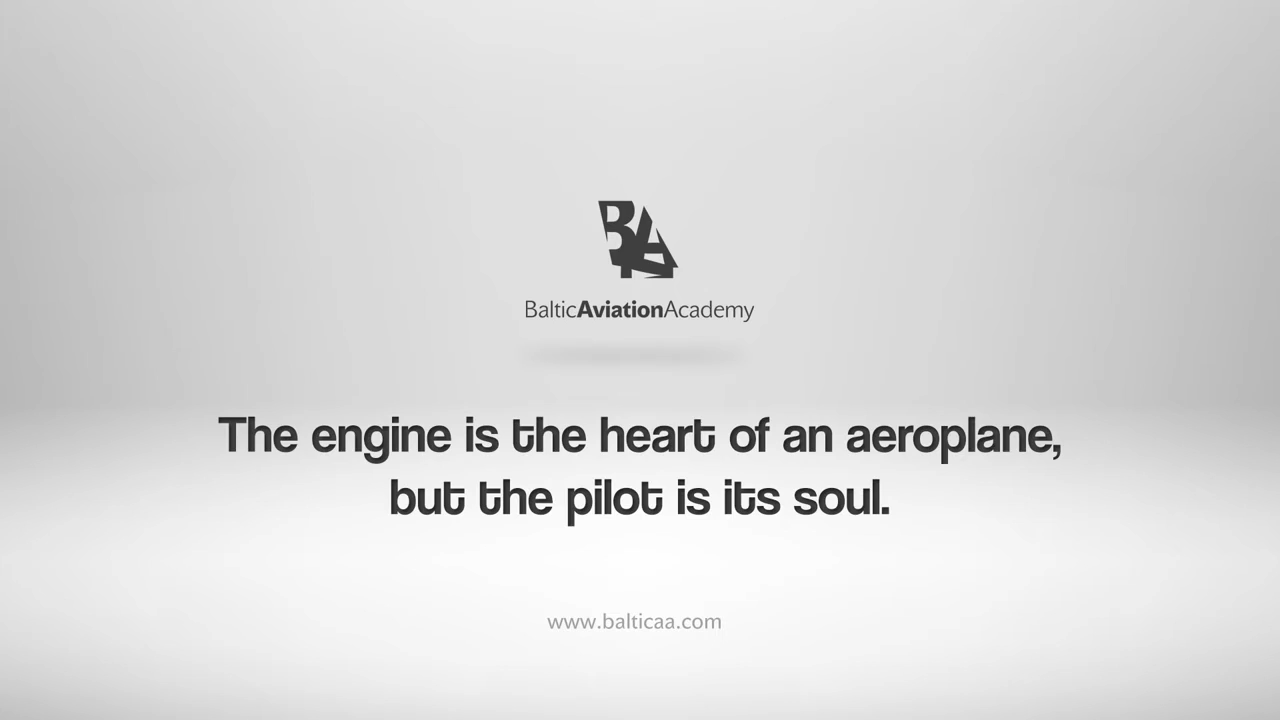 BA
BalticAviationAcademy
The engine is the heart of an aeroplane,
but the pilot is its soul.
www.balticaa.com